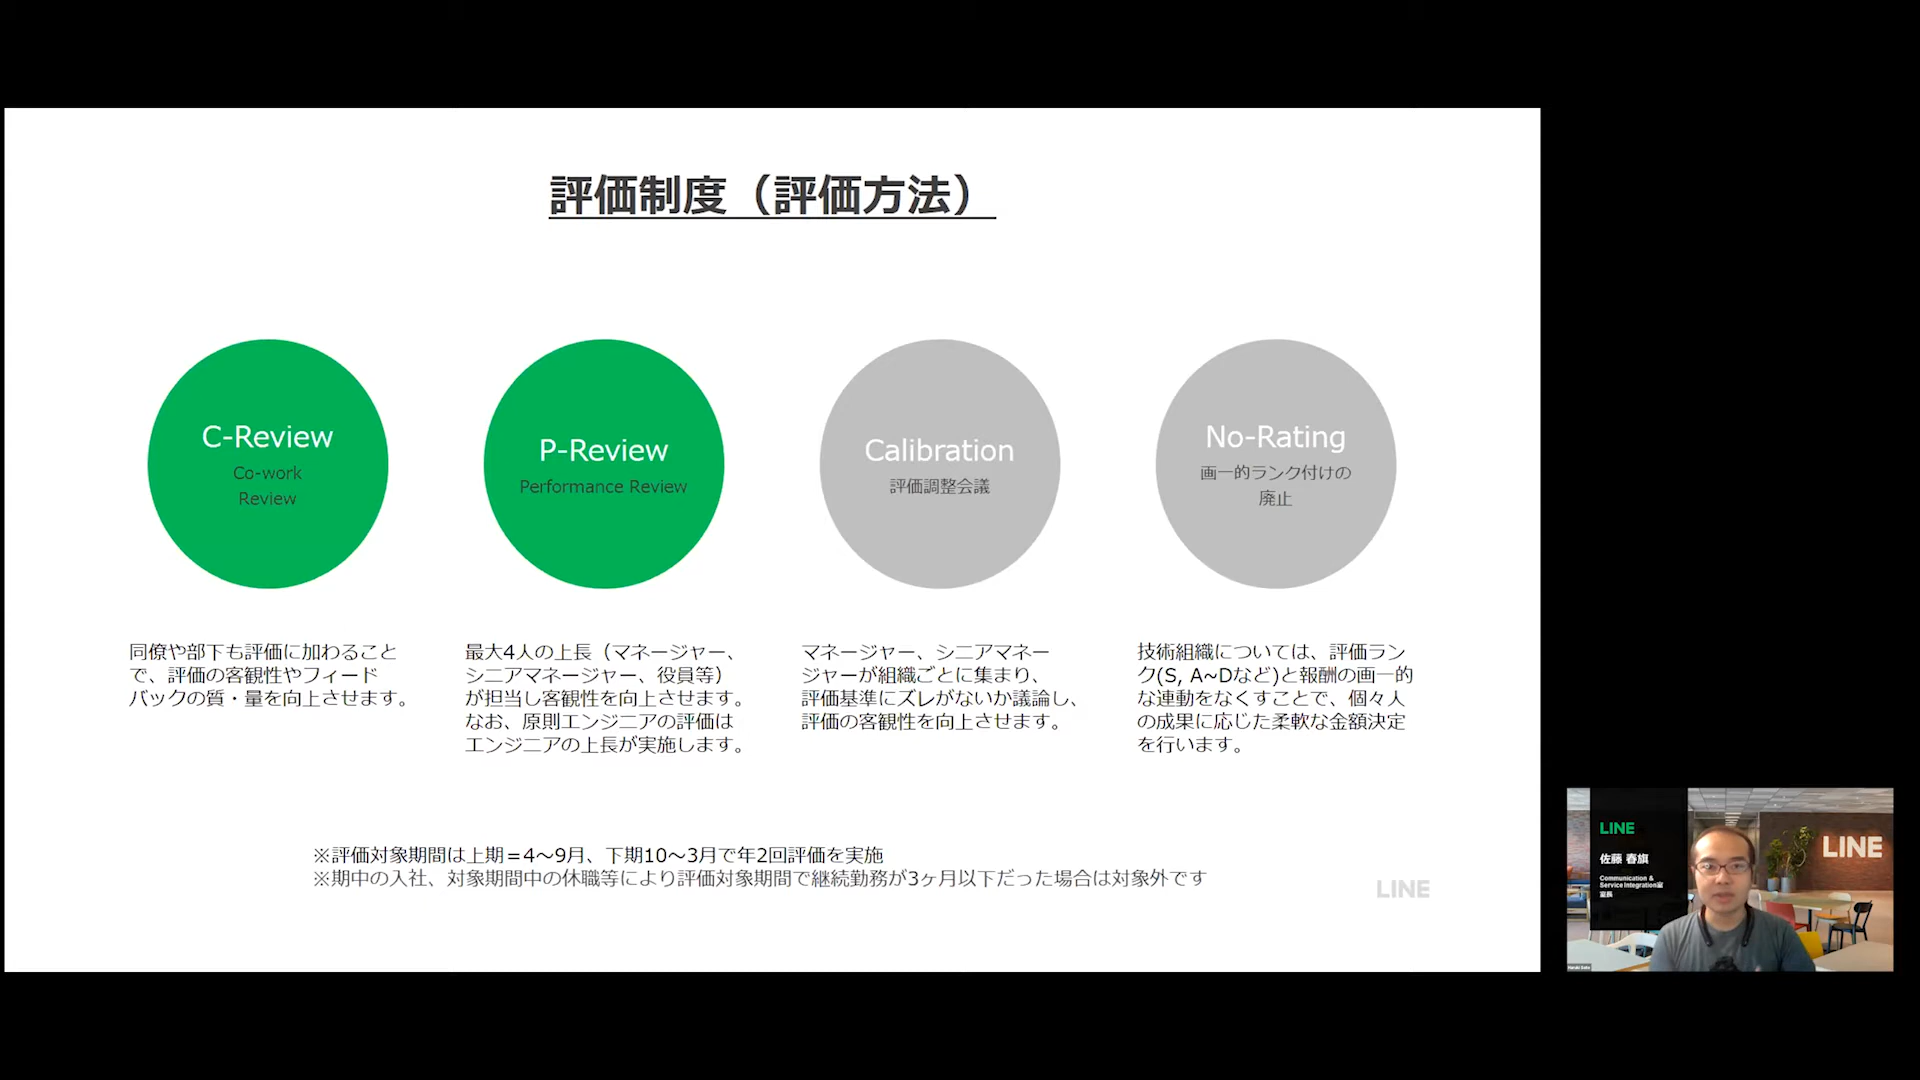 評価制度（評価方法）
C-Review
Co-work
Review
P-Review
Performance Review
Calibration
評価調整会議
No-Rating
画一的ランク付けの
廃止
同僚や部下も評価に加わること
で、評価の客観性やフィード
バックの質・量を向上させます。
最大4人の上長（マネージャー、
シニアマネージャー、役員等）
が担当し客観性を向上させます。
なお、原則エンジニアの評価は
エンジニアの上長が実施します。
マネージャー、シニアマネー
ジャーが組織ごとに集まり、
評価基準にズレがないか議論し、
評価の客観性を向上させます。
技術組織については、評価ラン
ク(S, A~Dなど)と報酬の画一的
な連動をなくすことで、個々人
の成果に応じた柔軟な金額決定
を行います。
※評価対象期間は上期＝4～9月、下期10～3月で年2回評価を実施
※期中の入社、対象期間中の休職等により評価対象期間で継続勤務が3ヶ月以下だった場合は対象外です
LINE
LINE
佐藤 春旗
Communication &
Service Integration室
室長
LINE